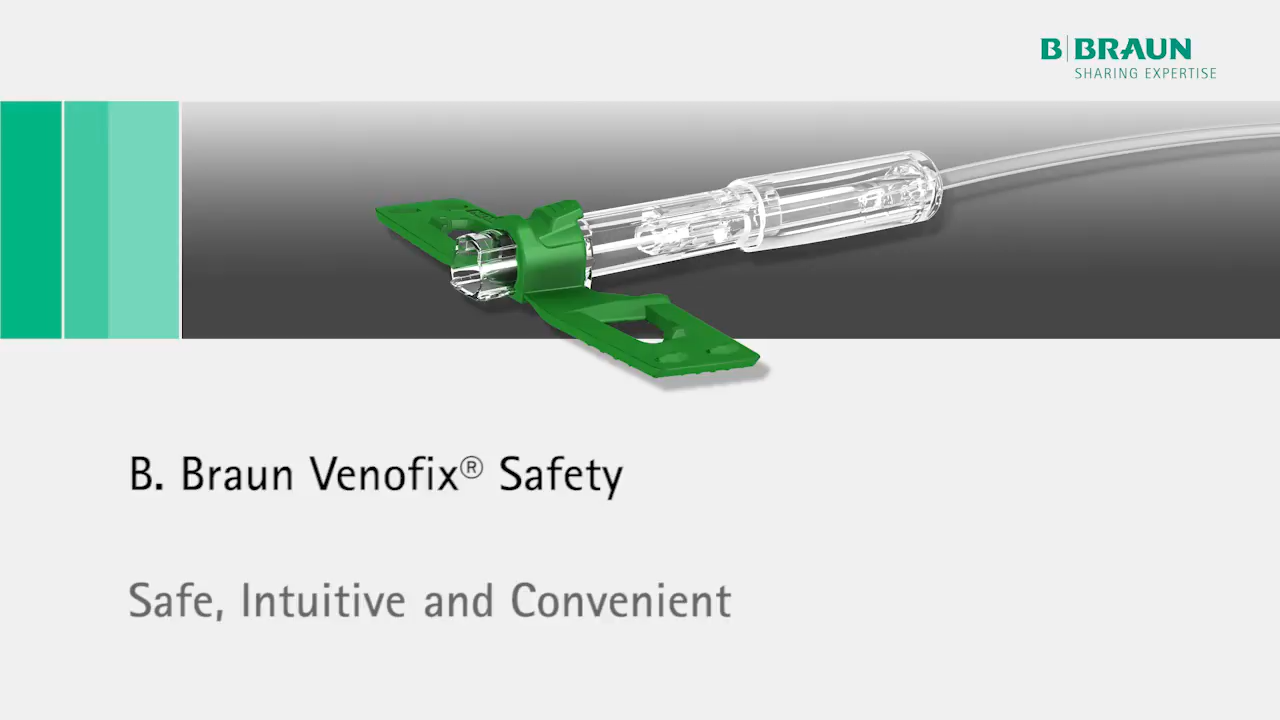 B BRAUN
SHARING EXPERTISE
B. Braun Venofix® Safety
Safe, Intuitive and Convenient